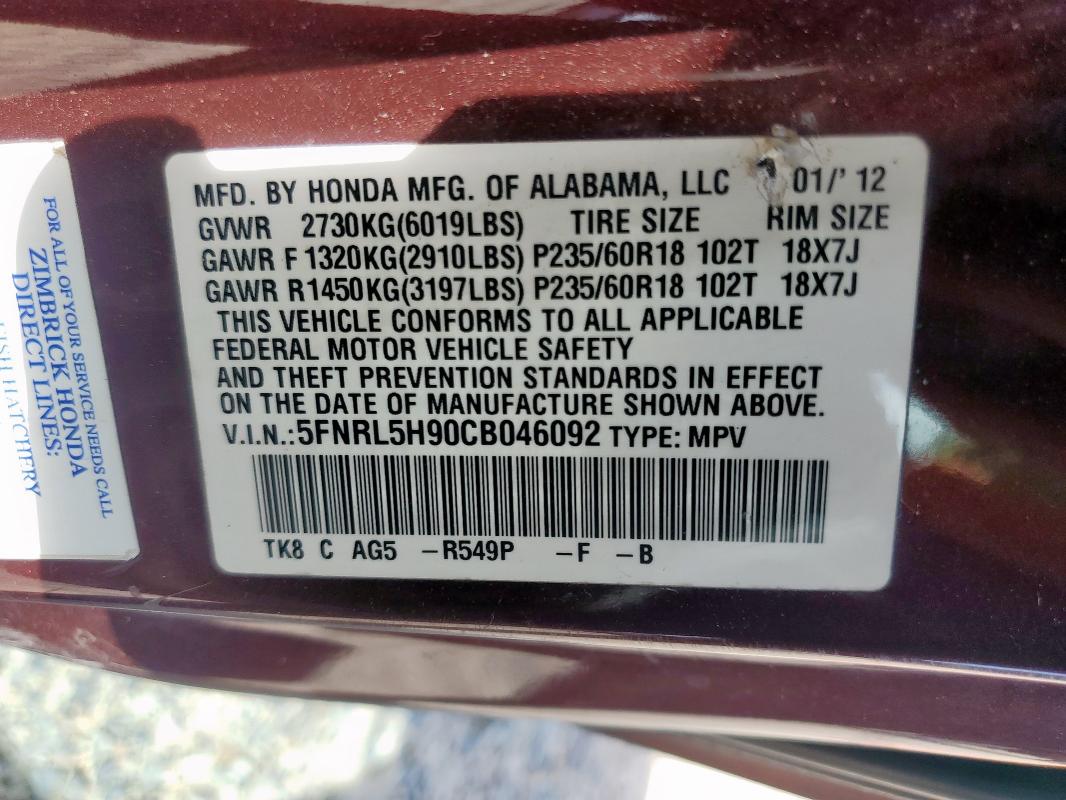 MFD. BY HONDA MFG. OF ALABAMA, LLC 01/' 12
GVWR 2730KG(6019LBS) TIRE SIZE RIM SIZE
GAWR F 1320KG(2910LBS) P235/60R18 102T 18X7J
GAWR R1450KG(3197LBS) P235/60R18 102T 18X7J
THIS VEHICLE CONFORMS TO ALL APPLICABLE
FEDERAL MOTOR VEHICLE SAFETY
AND THEFT PREVENTION STANDARDS IN EFFECT
ON THE DATE OF MANUFACTURE SHOWN ABOVE.
V.I.N.:5FNRL5H90CB046092 TYPE: MPV
TK8 C AG5 –R549P –F –B
FOR ALL OF YOUR SERVICE NEEDS CALL
ZIMBRICK HONDA
DIRECT LINES:
FISH HATCHERY